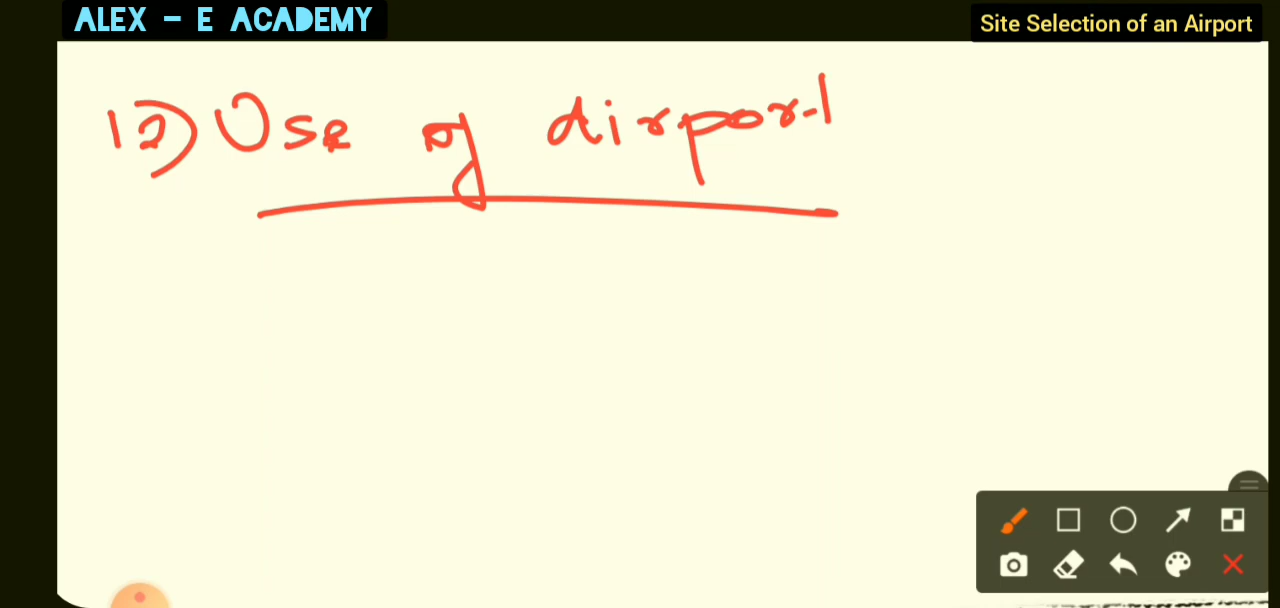 ALEX – E ACADEMY
Site Selection of an Airport
12) Use of airport